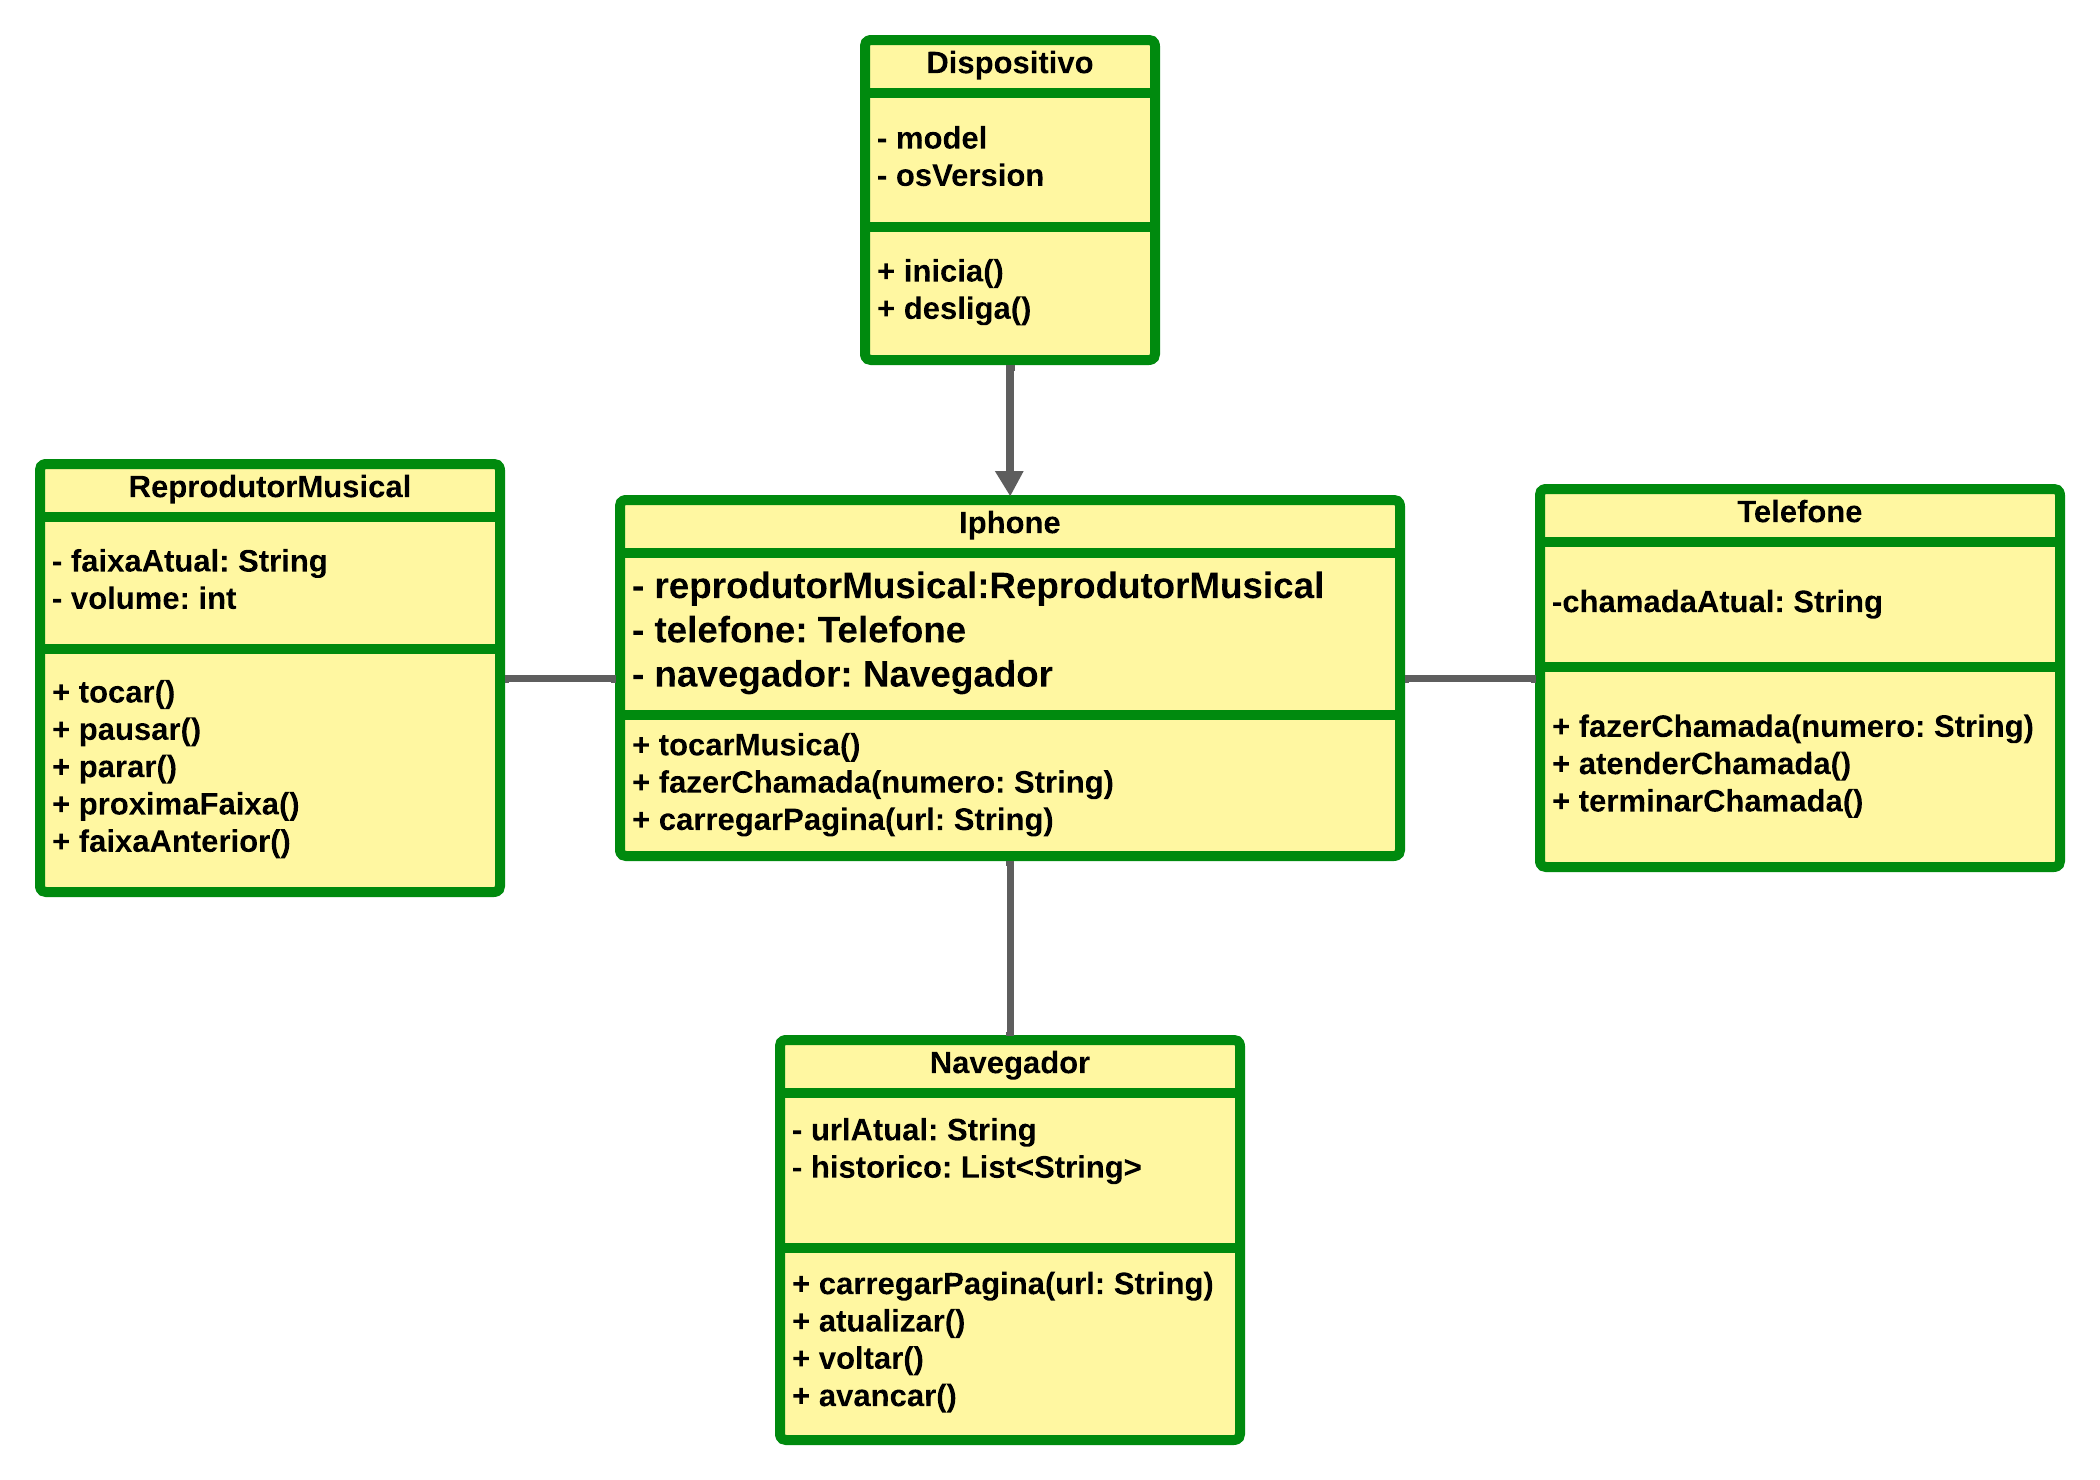 Dispositivo
- model
- osVersion
+ inicia()
+ desliga()
ReprodutorMusical
- faixaAtual: String
- volume: int
+ tocar()
+ pausar()
+ parar()
+ proximaFaixa()
+ faixaAnterior()
Iphone
- reprodutorMusical:ReprodutorMusical
- telefone: Telefone
- navegador: Navegador
+ tocarMusica()
+ fazerChamada(numero: String)
+ carregarPagina(url: String)
Telefone
-chamadaAtual: String
+ fazerChamada(numero: String)
+ atenderChamada()
+ terminarChamada()
Navegador
- urlAtual: String
- historico: List<String>
+ carregarPagina(url: String)
+ atualizar()
+ voltar()
+ avancar()